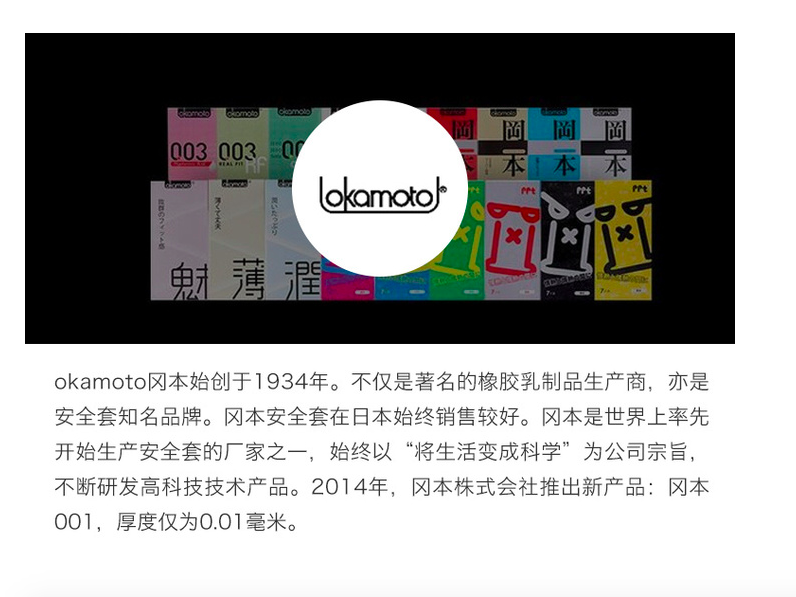 okamoto
okamoto
okamoto
003
003
REAL FIT
RF
00
岡本
岡本
岡本
岡本
okamoto®
薄くて丈夫
潤いたっぷり
魅
薄
潤
PPt
PPt
okamoto冈本始创于1934年。不仅是著名的橡胶乳制品生产商，亦是
安全套知名品牌。冈本安全套在日本始终销售较好。冈本是世界上率先
开始生产安全套的厂家之一，始终以“将生活变成科学”为公司宗旨，
不断研发高科技技术产品。2014年，冈本株式会社推出新产品：冈本
001，厚度仅为0.01毫米。